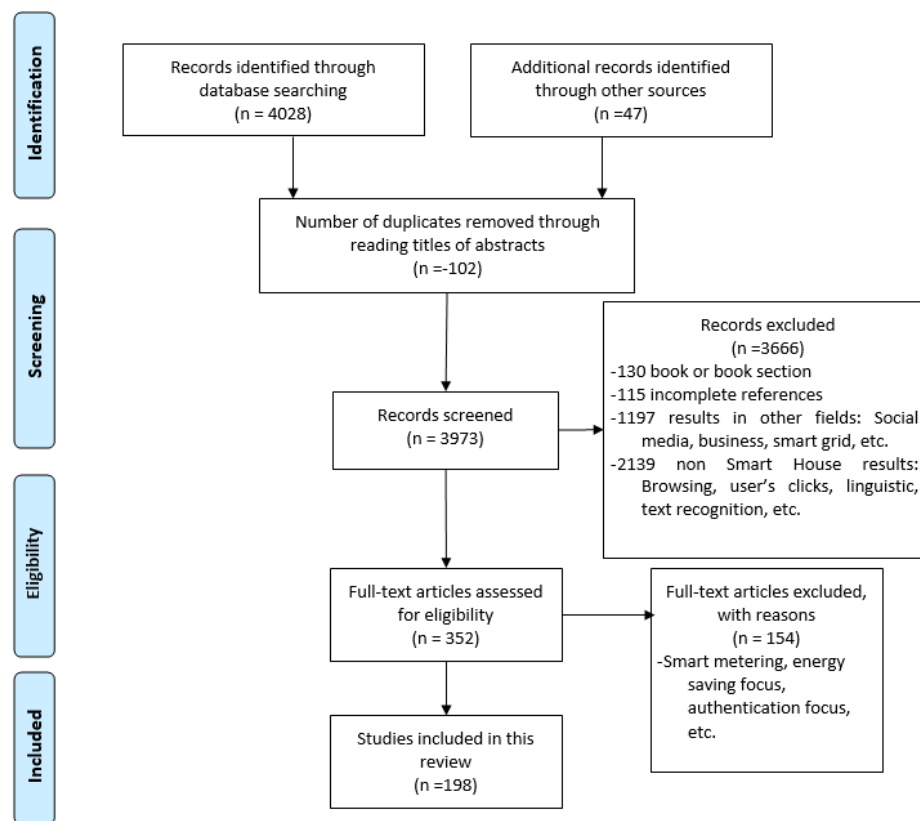 Identification
Records identified through
database searching
(n = 4028)
Additional records identified
through other sources
(n =47)
Number of duplicates removed through
reading titles of abstracts
(n =-102)
Screening
Records excluded
(n =3666)
-130 book or book section
-115 incomplete references
-1197 results in other fields: Social
media, business, smart grid, etc.
-2139 non Smart House results:
Browsing, user's clicks, linguistic,
text recognition, etc.
Records screened
(n = 3973)
Eligibility
Full-text articles assessed
for eligibility
(n = 352)
Full-text articles excluded,
with reasons
(n = 154)
-Smart metering, energy
saving focus,
authentication focus,
etc.
Included
Studies included in this
review
(n =198)